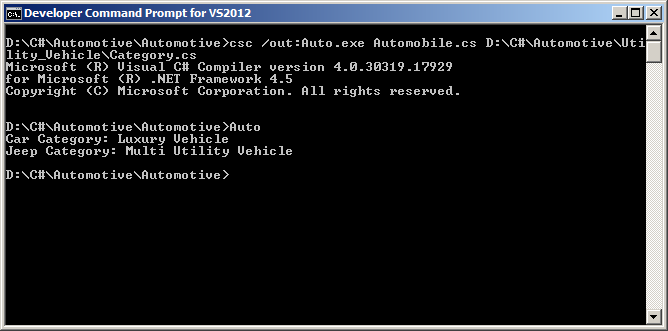 Developer Command Prompt for VS2012
D:\C#\Automotive\Automotive>csc /out:Auto.exe Automobile.cs D:\C#\Automotive\Uti
lity_Vehicle\Category.cs
Microsoft (R) Visual C# Compiler version 4.0.30319.17929
for Microsoft (R) .NET Framework 4.5
Copyright (C) Microsoft Corporation. All rights reserved.
D:\C#\Automotive\Automotive>Auto
Car Category: Luxury Vehicle
Jeep Category: Multi Utility Vehicle
D:\C#\Automotive\Automotive>